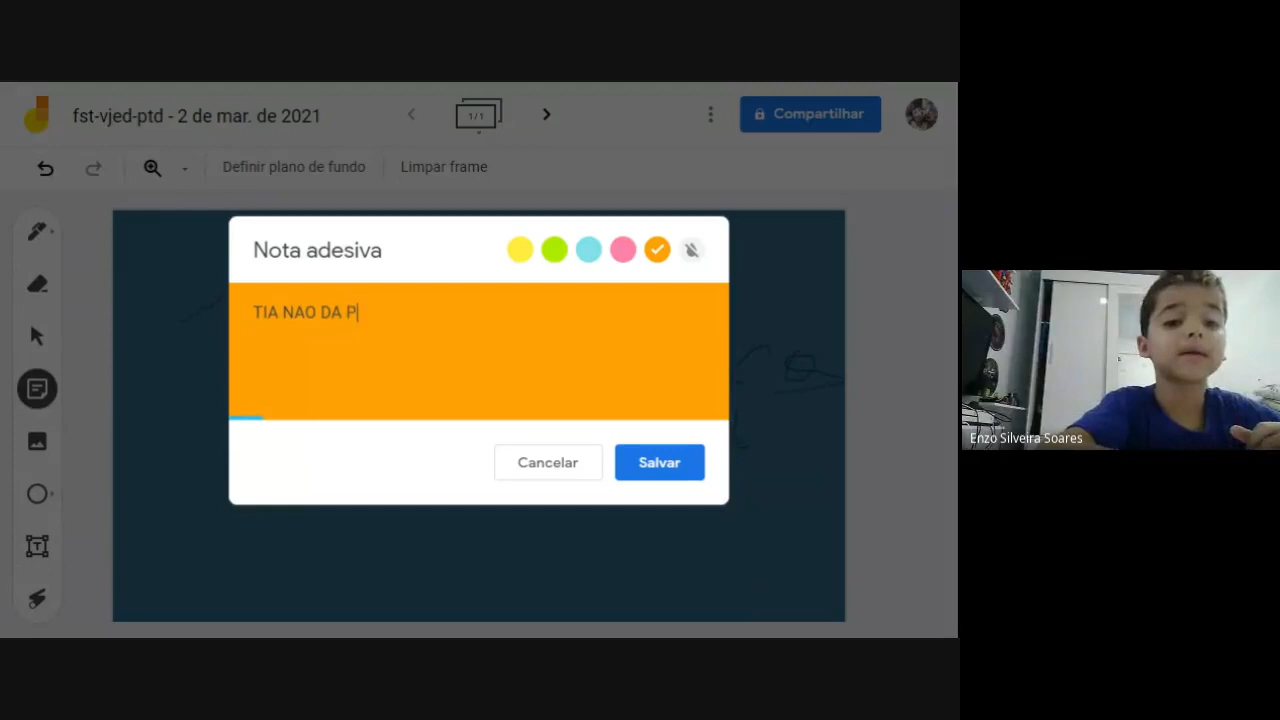 fst-vjed-ptd - 2 de mar. de 2021
1/1
Compartilhar
Definir plano de fundo
Limpar frame
Nota adesiva
TIA NAO DA P
Cancelar
Salvar
T
Enzo Silveira Soares